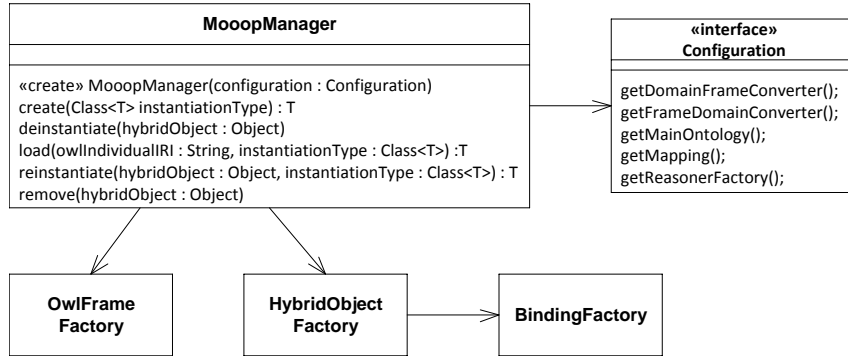 MooopManager
«create» MooopManager(configuration : Configuration)
create(Class<T> instantiationType) : T
deinstantiate(hybridObject : Object)
load(owlIndividualIRI : String, instantiationType : Class<T>) :T
reinstantiate(hybridObject : Object, instantiationType : Class<T>) : T
remove(hybridObject : Object)
«interface»
Configuration
getDomainFrameConverter();
getFrameDomainConverter();
getMainOntology();
getMapping();
getReasonerFactory();
OwlFrame
Factory
HybridObject
Factory
BindingFactory